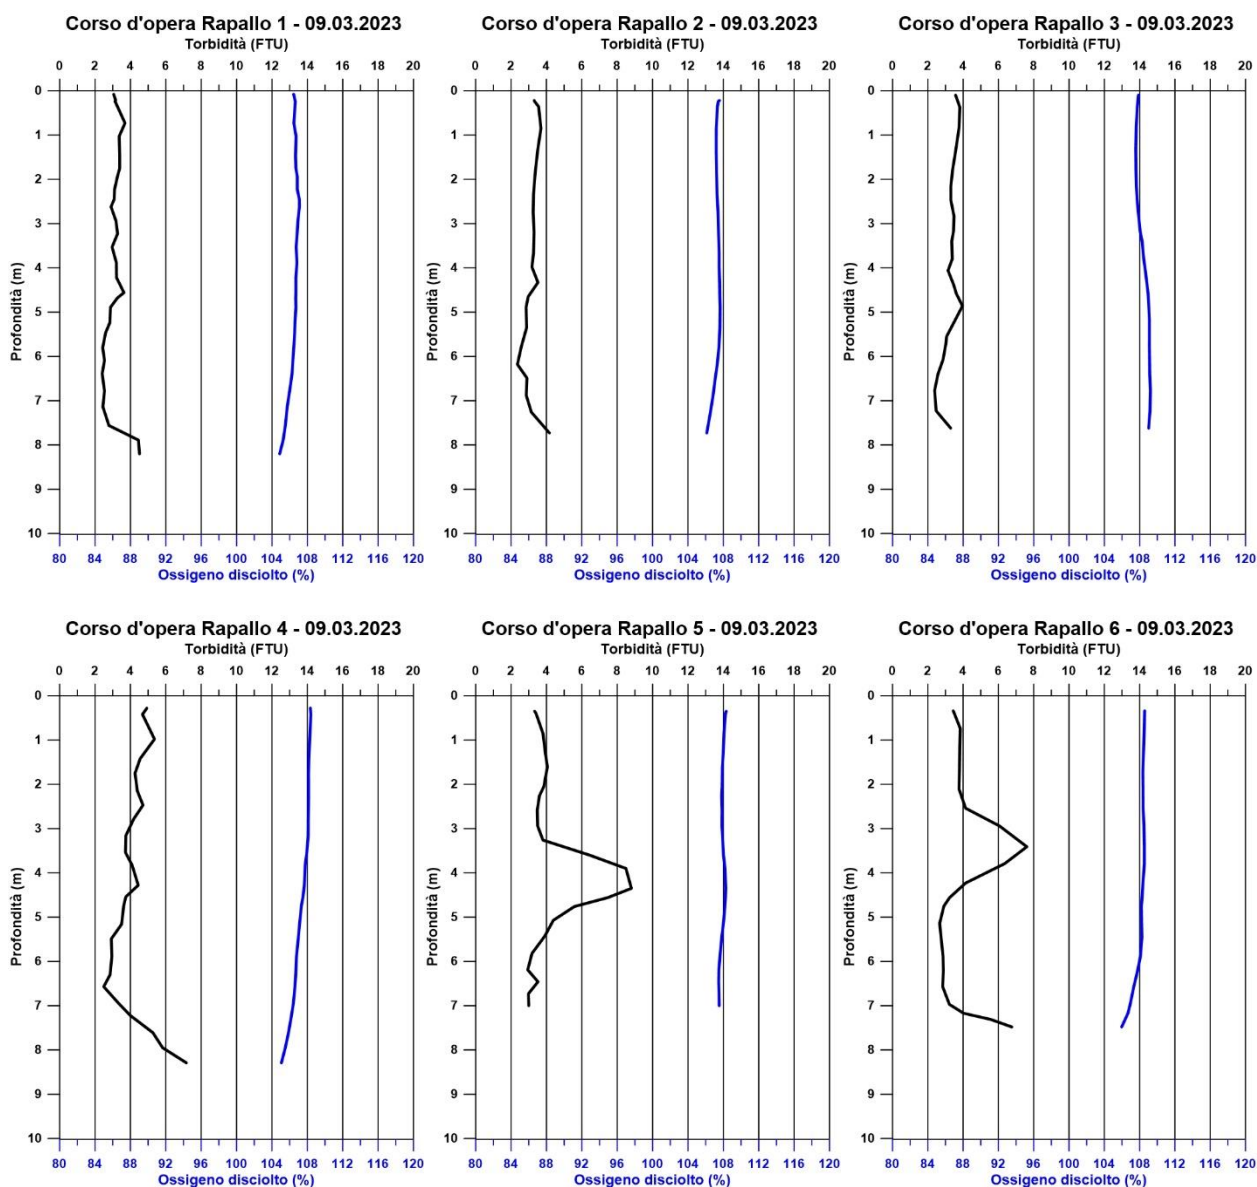 Corso d'opera Rapallo 1 - 09.03.2023
Torbidità (FTU)
0 2 4 6 8 10 12 14 16 18 20
0
1
2
3
4
5
6
7
8
9
10
Profondità (m)
80 84 88 92 96 100 104 108 112 116 120
Ossigeno disciolto (%)
Corso d'opera Rapallo 2 - 09.03.2023
Torbidità (FTU)
0 2 4 6 8 10 12 14 16 18 20
0
1
2
3
4
5
6
7
8
9
10
Profondità (m)
80 84 88 92 96 100 104 108 112 116 120
Ossigeno disciolto (%)
Corso d'opera Rapallo 3 - 09.03.2023
Torbidità (FTU)
0 2 4 6 8 10 12 14 16 18 20
0
1
2
3
4
5
6
7
8
9
10
Profondità (m)
80 84 88 92 96 100 104 108 112 116 120
Ossigeno disciolto (%)
Corso d'opera Rapallo 4 - 09.03.2023
Torbidità (FTU)
0 2 4 6 8 10 12 14 16 18 20
0
1
2
3
4
5
6
7
8
9
10
Profondità (m)
80 84 88 92 96 100 104 108 112 116 120
Ossigeno disciolto (%)
Corso d'opera Rapallo 5 - 09.03.2023
Torbidità (FTU)
0 2 4 6 8 10 12 14 16 18 20
0
1
2
3
4
5
6
7
8
9
10
Profondità (m)
80 84 88 92 96 100 104 108 112 116 120
Ossigeno disciolto (%)
Corso d'opera Rapallo 6 - 09.03.2023
Torbidità (FTU)
0 2 4 6 8 10 12 14 16 18 20
0
1
2
3
4
5
6
7
8
9
10
Profondità (m)
80 84 88 92 96 100 104 108 112 116 120
Ossigeno disciolto (%)